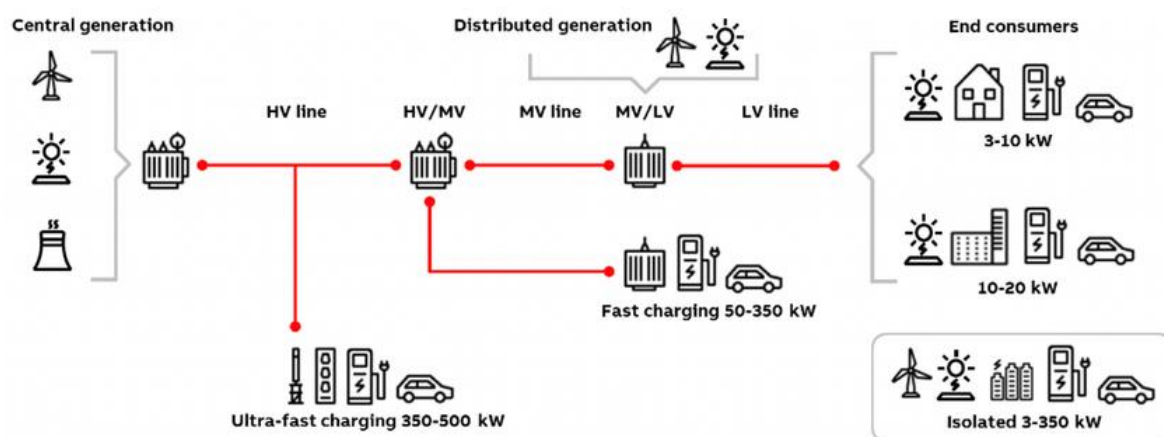 Central generation
Distributed generation
End consumers
HV line
HV/MV
MV line
MV/LV
LV line
3-10 kW
10-20 kW
Fast charging 50-350 kW
Ultra-fast charging 350-500 kW
Isolated 3-350 kW